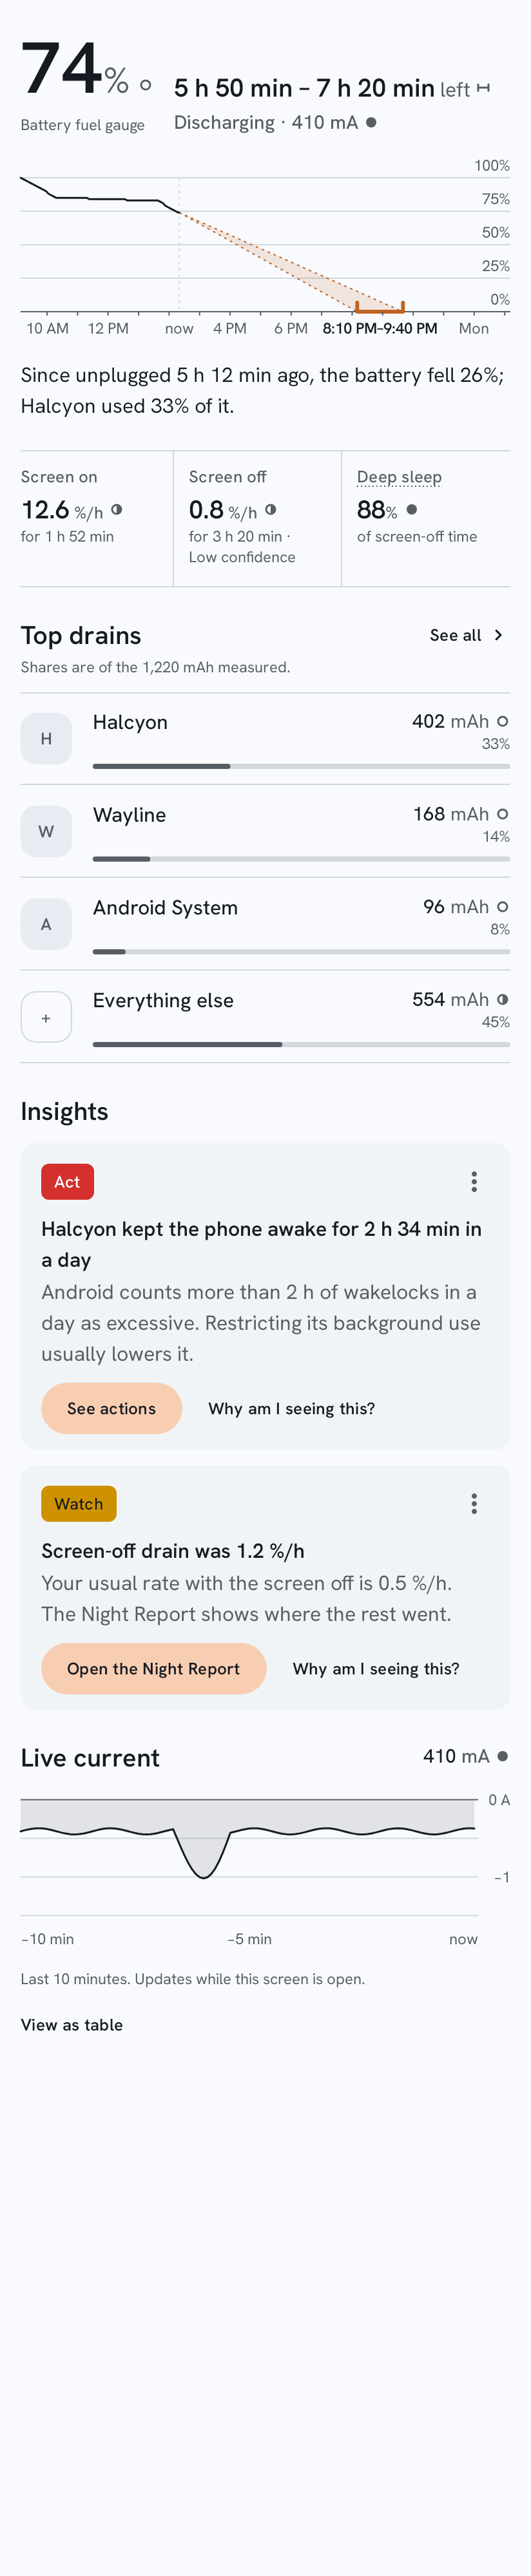 74%
Battery fuel gauge
5 h 50 min – 7 h 20 min left
Discharging · 410 mA
100%
75%
50%
25%
0%
10 AM 12 PM now 4 PM 6 PM 8:10 PM–9:40 PM Mon
Since unplugged 5 h 12 min ago, the battery fell 26%;
Halcyon used 33% of it.
Screen on
12.6 %/h
for 1 h 52 min
Screen off
0.8 %/h
for 3 h 20 min ·
Low confidence
Deep sleep
88%
of screen-off time
Top drains
See all
Shares are of the 1,220 mAh measured.
H
Halcyon
402 mAh
33%
W
Wayline
168 mAh
14%
A
Android System
96 mAh
8%
+
Everything else
554 mAh
45%
Insights
Act
Halcyon kept the phone awake for 2 h 34 min in
a day
Android counts more than 2 h of wakelocks in a
day as excessive. Restricting its background use
usually lowers it.
See actions
Why am I seeing this?
Watch
Screen-off drain was 1.2 %/h
Your usual rate with the screen off is 0.5 %/h.
The Night Report shows where the rest went.
Open the Night Report
Why am I seeing this?
Live current
410 mA
0 A
−1
−10 min −5 min now
Last 10 minutes. Updates while this screen is open.
View as table